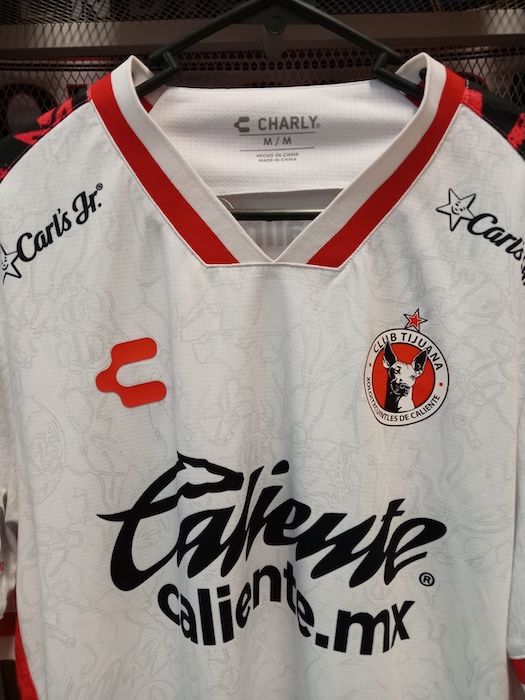 CHARLY®
M / M
HECHO EN CHINA
MADE IN CHINA
Carl's Jr.®
Carl's
CLUB TIJUANA
XOLOITZCUINTLES DE CALIENTE
Caliente®
caliente.mx